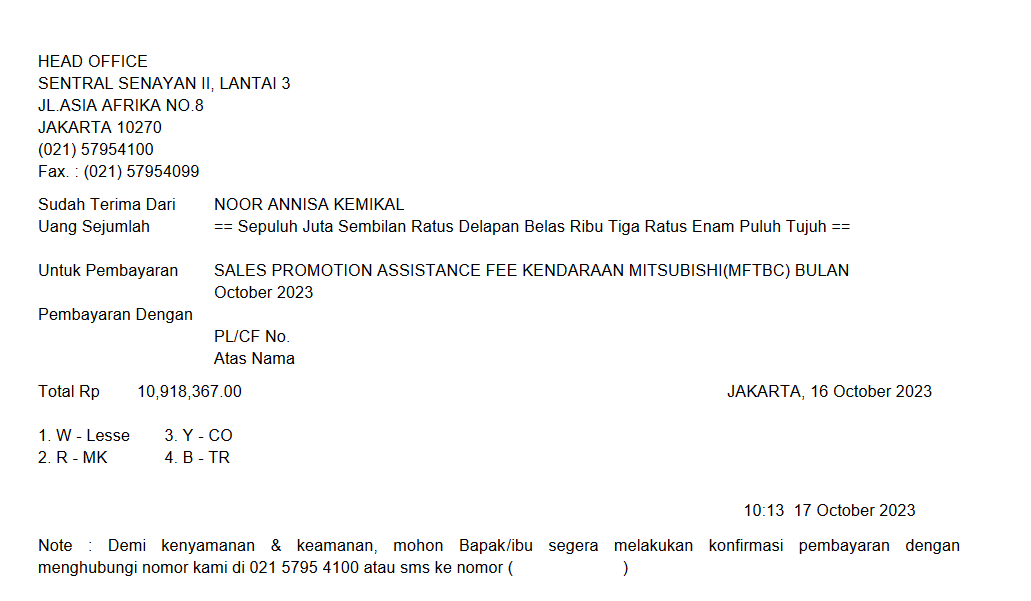 HEAD OFFICE
SENTRAL SENAYAN II, LANTAI 3
JL.ASIA AFRIKA NO.8
JAKARTA 10270
(021) 57954100
Fax. : (021) 57954099
Sudah Terima Dari NOOR ANNISA KEMIKAL
Uang Sejumlah == Sepuluh Juta Sembilan Ratus Delapan Belas Ribu Tiga Ratus Enam Puluh Tujuh ==
Untuk Pembayaran SALES PROMOTION ASSISTANCE FEE KENDARAAN MITSUBISHI(MFTBC) BULAN
October 2023
Pembayaran Dengan
PL/CF No.
Atas Nama
Total Rp 10,918,367.00 JAKARTA, 16 October 2023
1. W - Lesse 3. Y - CO
2. R - MK 4. B - TR
10:13 17 October 2023
Note : Demi kenyamanan & keamanan, mohon Bapak/ibu segera melakukan konfirmasi pembayaran dengan
menghubungi nomor kami di 021 5795 4100 atau sms ke nomor ( )